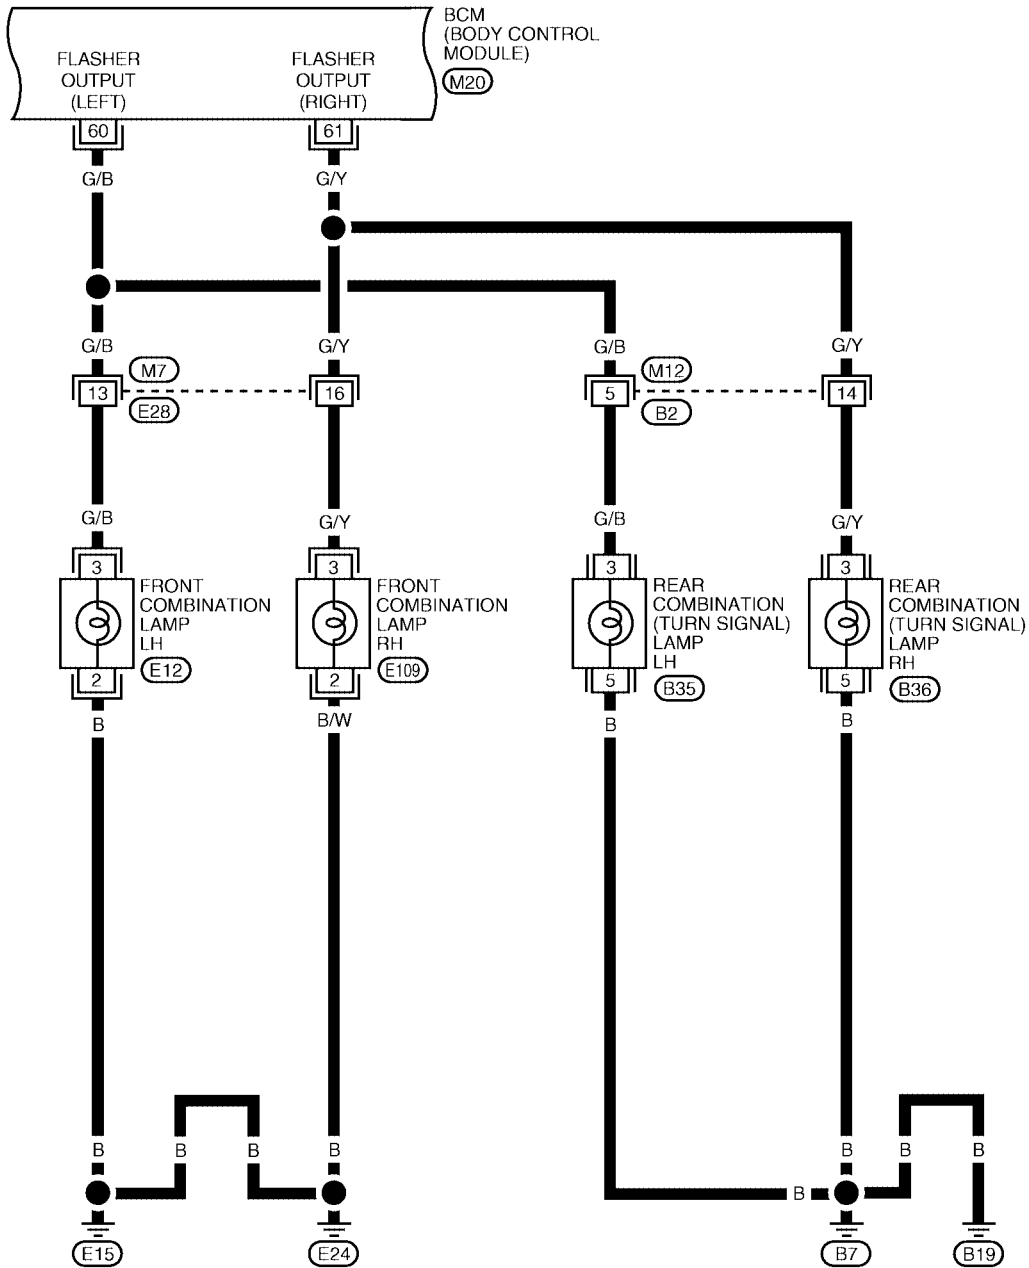 BCM
(BODY CONTROL
MODULE)
M20
FLASHER
OUTPUT
(LEFT)
FLASHER
OUTPUT
(RIGHT)
60
61
G/B
G/Y
G/B
G/Y
G/B
G/Y
M7
M12
13
16
5
14
E28
B2
G/B
G/Y
G/B
G/Y
3
3
3
3
FRONT
COMBINATION
LAMP
LH
E12
FRONT
COMBINATION
LAMP
RH
E109
REAR
COMBINATION
(TURN SIGNAL)
LAMP
LH
B35
REAR
COMBINATION
(TURN SIGNAL)
LAMP
RH
B36
2
2
5
5
B
B/W
B
B
B
B
B
B
B
B
B
B
E15
E24
B7
B19